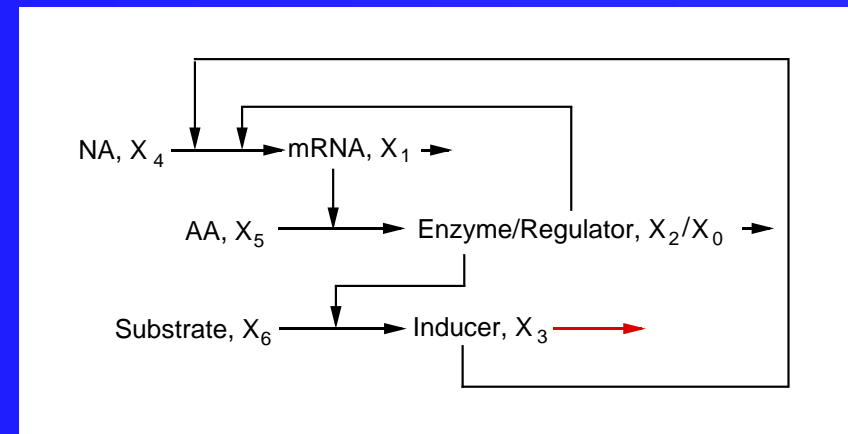 NA, X4 mRNA, X1
AA, X5 Enzyme/Regulator, X2/X0
Substrate, X6 Inducer, X3